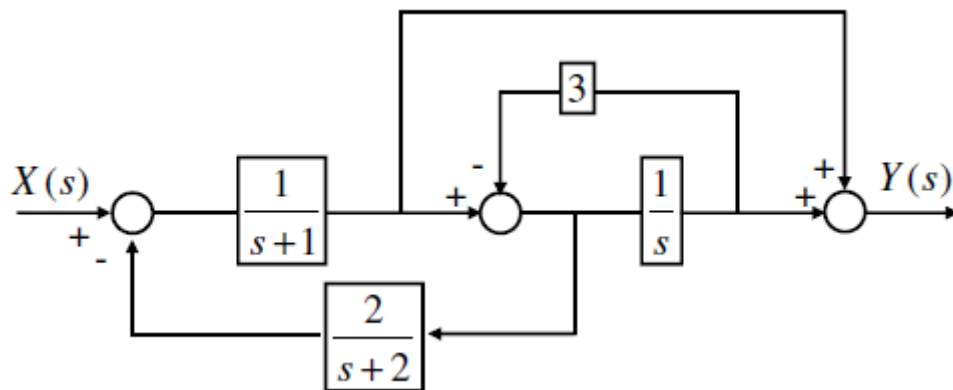 3
X(s)
+
-
1
s+1
+
-
1
s
+
+
Y(s)
2
s+2